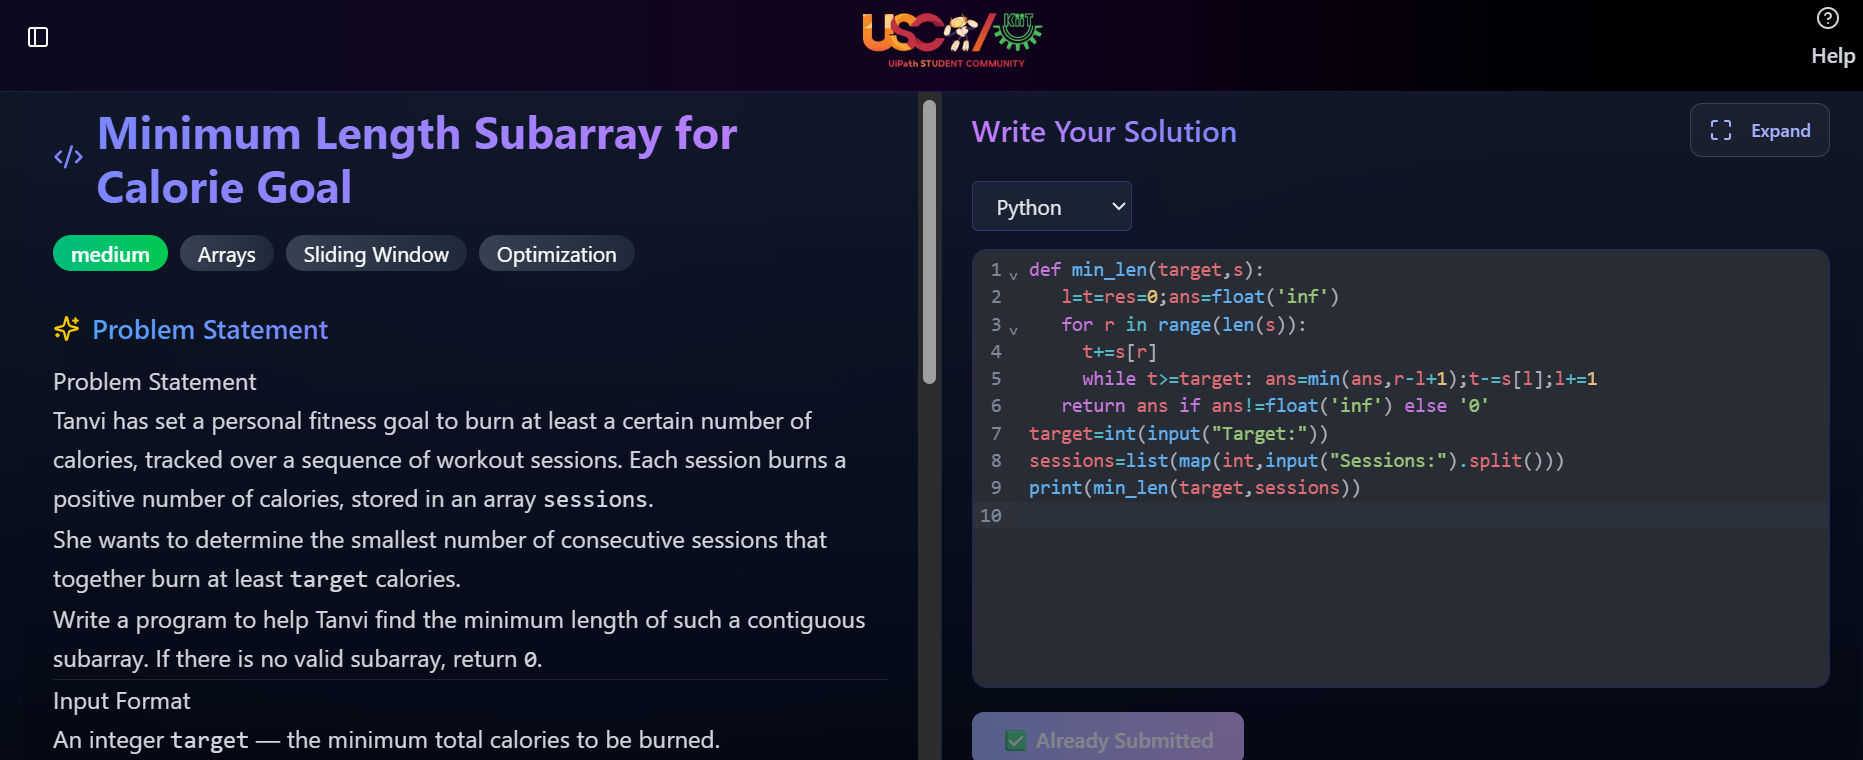 USC/KIIT
UiPath STUDENT COMMUNITY
Help
</> Minimum Length Subarray for
Calorie Goal
medium Arrays Sliding Window Optimization
Problem Statement
Problem Statement
Tanvi has set a personal fitness goal to burn at least a certain number of
calories, tracked over a sequence of workout sessions. Each session burns a
positive number of calories, stored in an array sessions.
She wants to determine the smallest number of consecutive sessions that
together burn at least target calories.
Write a program to help Tanvi find the minimum length of such a contiguous
subarray. If there is no valid subarray, return 0.
Input Format
An integer target — the minimum total calories to be burned.
Write Your Solution
Expand
Python
1 def min_len(target,s):
2    l=t=res=0;ans=float('inf')
3    for r in range(len(s)):
4      t+=s[r]
5      while t>=target: ans=min(ans,r-l+1);t-=s[l];l+=1
6    return ans if ans!=float('inf') else '0'
7 target=int(input("Target:"))
8 sessions=list(map(int,input("Sessions:").split()))
9 print(min_len(target,sessions))
10
Already Submitted